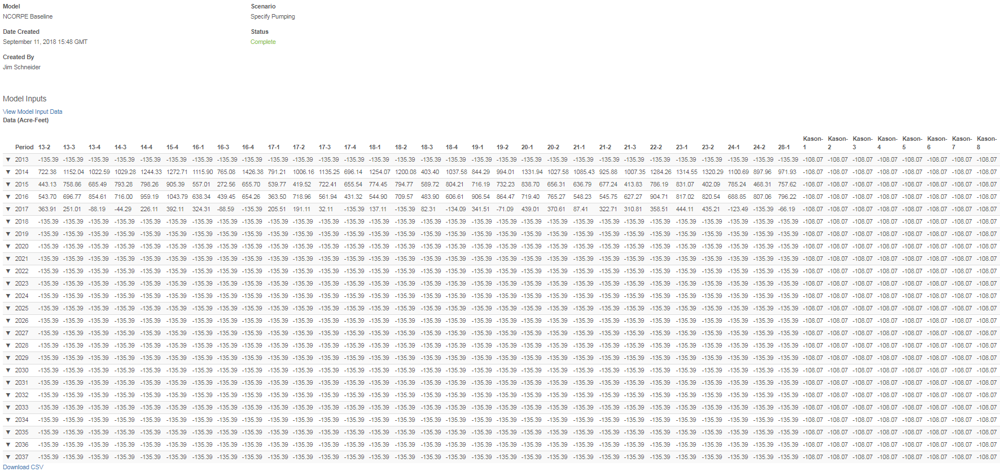 Model
Scenario
NCORPE Baseline
Specify Pumping
Date Created
Status
September 11, 2018 15:48 GMT
Complete
Created By
Jim Schneider
Model Inputs
View Model Input Data
Data (Acre-Feet)
Kason- Kason- Kason- Kason- Kason- Kason- Kason- Kason-
Period 13-2 13-3 13-4 14-3 14-4 15-4 16-1 16-3 16-4 17-1 17-2 17-3 17-4 18-1 18-2 18-3 18-4 19-1 19-2 20-1 20-2 21-1 21-2 21-3 22-2 23-1 23-2 24-1 24-2 28-1 1 2 3 4 5 6 7 8
▼ 2013 -135.39 -135.39 -135.39 -135.39 -135.39 -135.39 -135.39 -135.39 -135.39 -135.39 -135.39 -135.39 -135.39 -135.39 -135.39 -135.39 -135.39 -135.39 -135.39 -135.39 -135.39 -135.39 -135.39 -135.39 -135.39 -135.39 -135.39 -135.39 -135.39 -135.39 -108.07 -108.07 -108.07 -108.07 -108.07 -108.07 -108.07 -108.07
▼ 2014 722.38 1152.04 1022.59 1029.28 1244.33 1272.71 1115.90 765.08 1426.38 791.21 1006.16 1135.25 696.14 1254.07 1200.08 403.40 1037.58 844.29 994.01 1331.94 1027.58 1085.43 925.88 1007.35 1284.26 1314.55 1320.29 1100.69 897.96 971.93 -108.07 -108.07 -108.07 -108.07 -108.07 -108.07 -108.07 -108.07
▼ 2015 443.13 758.86 685.49 793.28 798.26 905.39 557.01 272.56 655.70 539.77 419.52 722.41 655.54 774.45 794.77 589.72 804.21 716.19 732.23 838.70 656.31 636.79 677.24 413.83 786.19 831.07 402.09 785.24 468.31 757.62 -108.07 -108.07 -108.07 -108.07 -108.07 -108.07 -108.07 -108.07
▼ 2016 543.70 696.77 854.61 716.00 959.19 1043.79 638.34 439.45 654.26 363.50 718.96 561.94 431.32 544.90 709.57 483.90 606.61 906.54 864.47 719.40 765.27 548.23 545.75 627.27 904.71 817.02 820.54 688.85 807.06 796.22 -108.07 -108.07 -108.07 -108.07 -108.07 -108.07 -108.07 -108.07
▼ 2017 363.91 251.01 -88.19 -44.29 226.11 392.11 324.31 -88.59 -135.39 205.51 191.11 32.11 -135.39 137.11 -135.39 82.31 -134.09 341.51 -71.09 439.01 370.61 87.41 322.71 310.81 358.51 444.11 435.21 -123.49 -135.39 -66.19 -108.07 -108.07 -108.07 -108.07 -108.07 -108.07 -108.07 -108.07
▼ 2018 -135.39 -135.39 -135.39 -135.39 -135.39 -135.39 -135.39 -135.39 -135.39 -135.39 -135.39 -135.39 -135.39 -135.39 -135.39 -135.39 -135.39 -135.39 -135.39 -135.39 -135.39 -135.39 -135.39 -135.39 -135.39 -135.39 -135.39 -135.39 -135.39 -135.39 -108.07 -108.07 -108.07 -108.07 -108.07 -108.07 -108.07 -108.07
▼ 2019 -135.39 -135.39 -135.39 -135.39 -135.39 -135.39 -135.39 -135.39 -135.39 -135.39 -135.39 -135.39 -135.39 -135.39 -135.39 -135.39 -135.39 -135.39 -135.39 -135.39 -135.39 -135.39 -135.39 -135.39 -135.39 -135.39 -135.39 -135.39 -135.39 -135.39 -108.07 -108.07 -108.07 -108.07 -108.07 -108.07 -108.07 -108.07
▼ 2020 -135.39 -135.39 -135.39 -135.39 -135.39 -135.39 -135.39 -135.39 -135.39 -135.39 -135.39 -135.39 -135.39 -135.39 -135.39 -135.39 -135.39 -135.39 -135.39 -135.39 -135.39 -135.39 -135.39 -135.39 -135.39 -135.39 -135.39 -135.39 -135.39 -135.39 -108.07 -108.07 -108.07 -108.07 -108.07 -108.07 -108.07 -108.07
▼ 2021 -135.39 -135.39 -135.39 -135.39 -135.39 -135.39 -135.39 -135.39 -135.39 -135.39 -135.39 -135.39 -135.39 -135.39 -135.39 -135.39 -135.39 -135.39 -135.39 -135.39 -135.39 -135.39 -135.39 -135.39 -135.39 -135.39 -135.39 -135.39 -135.39 -135.39 -108.07 -108.07 -108.07 -108.07 -108.07 -108.07 -108.07 -108.07
▼ 2022 -135.39 -135.39 -135.39 -135.39 -135.39 -135.39 -135.39 -135.39 -135.39 -135.39 -135.39 -135.39 -135.39 -135.39 -135.39 -135.39 -135.39 -135.39 -135.39 -135.39 -135.39 -135.39 -135.39 -135.39 -135.39 -135.39 -135.39 -135.39 -135.39 -135.39 -108.07 -108.07 -108.07 -108.07 -108.07 -108.07 -108.07 -108.07
▼ 2023 -135.39 -135.39 -135.39 -135.39 -135.39 -135.39 -135.39 -135.39 -135.39 -135.39 -135.39 -135.39 -135.39 -135.39 -135.39 -135.39 -135.39 -135.39 -135.39 -135.39 -135.39 -135.39 -135.39 -135.39 -135.39 -135.39 -135.39 -135.39 -135.39 -135.39 -108.07 -108.07 -108.07 -108.07 -108.07 -108.07 -108.07 -108.07
▼ 2024 -135.39 -135.39 -135.39 -135.39 -135.39 -135.39 -135.39 -135.39 -135.39 -135.39 -135.39 -135.39 -135.39 -135.39 -135.39 -135.39 -135.39 -135.39 -135.39 -135.39 -135.39 -135.39 -135.39 -135.39 -135.39 -135.39 -135.39 -135.39 -135.39 -135.39 -108.07 -108.07 -108.07 -108.07 -108.07 -108.07 -108.07 -108.07
▼ 2025 -135.39 -135.39 -135.39 -135.39 -135.39 -135.39 -135.39 -135.39 -135.39 -135.39 -135.39 -135.39 -135.39 -135.39 -135.39 -135.39 -135.39 -135.39 -135.39 -135.39 -135.39 -135.39 -135.39 -135.39 -135.39 -135.39 -135.39 -135.39 -135.39 -135.39 -108.07 -108.07 -108.07 -108.07 -108.07 -108.07 -108.07 -108.07
▼ 2026 -135.39 -135.39 -135.39 -135.39 -135.39 -135.39 -135.39 -135.39 -135.39 -135.39 -135.39 -135.39 -135.39 -135.39 -135.39 -135.39 -135.39 -135.39 -135.39 -135.39 -135.39 -135.39 -135.39 -135.39 -135.39 -135.39 -135.39 -135.39 -135.39 -135.39 -108.07 -108.07 -108.07 -108.07 -108.07 -108.07 -108.07 -108.07
▼ 2027 -135.39 -135.39 -135.39 -135.39 -135.39 -135.39 -135.39 -135.39 -135.39 -135.39 -135.39 -135.39 -135.39 -135.39 -135.39 -135.39 -135.39 -135.39 -135.39 -135.39 -135.39 -135.39 -135.39 -135.39 -135.39 -135.39 -135.39 -135.39 -135.39 -135.39 -108.07 -108.07 -108.07 -108.07 -108.07 -108.07 -108.07 -108.07
▼ 2028 -135.39 -135.39 -135.39 -135.39 -135.39 -135.39 -135.39 -135.39 -135.39 -135.39 -135.39 -135.39 -135.39 -135.39 -135.39 -135.39 -135.39 -135.39 -135.39 -135.39 -135.39 -135.39 -135.39 -135.39 -135.39 -135.39 -135.39 -135.39 -135.39 -135.39 -108.07 -108.07 -108.07 -108.07 -108.07 -108.07 -108.07 -108.07
▼ 2029 -135.39 -135.39 -135.39 -135.39 -135.39 -135.39 -135.39 -135.39 -135.39 -135.39 -135.39 -135.39 -135.39 -135.39 -135.39 -135.39 -135.39 -135.39 -135.39 -135.39 -135.39 -135.39 -135.39 -135.39 -135.39 -135.39 -135.39 -135.39 -135.39 -135.39 -108.07 -108.07 -108.07 -108.07 -108.07 -108.07 -108.07 -108.07
▼ 2030 -135.39 -135.39 -135.39 -135.39 -135.39 -135.39 -135.39 -135.39 -135.39 -135.39 -135.39 -135.39 -135.39 -135.39 -135.39 -135.39 -135.39 -135.39 -135.39 -135.39 -135.39 -135.39 -135.39 -135.39 -135.39 -135.39 -135.39 -135.39 -135.39 -135.39 -108.07 -108.07 -108.07 -108.07 -108.07 -108.07 -108.07 -108.07
▼ 2031 -135.39 -135.39 -135.39 -135.39 -135.39 -135.39 -135.39 -135.39 -135.39 -135.39 -135.39 -135.39 -135.39 -135.39 -135.39 -135.39 -135.39 -135.39 -135.39 -135.39 -135.39 -135.39 -135.39 -135.39 -135.39 -135.39 -135.39 -135.39 -135.39 -135.39 -108.07 -108.07 -108.07 -108.07 -108.07 -108.07 -108.07 -108.07
▼ 2032 -135.39 -135.39 -135.39 -135.39 -135.39 -135.39 -135.39 -135.39 -135.39 -135.39 -135.39 -135.39 -135.39 -135.39 -135.39 -135.39 -135.39 -135.39 -135.39 -135.39 -135.39 -135.39 -135.39 -135.39 -135.39 -135.39 -135.39 -135.39 -135.39 -135.39 -108.07 -108.07 -108.07 -108.07 -108.07 -108.07 -108.07 -108.07
▼ 2033 -135.39 -135.39 -135.39 -135.39 -135.39 -135.39 -135.39 -135.39 -135.39 -135.39 -135.39 -135.39 -135.39 -135.39 -135.39 -135.39 -135.39 -135.39 -135.39 -135.39 -135.39 -135.39 -135.39 -135.39 -135.39 -135.39 -135.39 -135.39 -135.39 -135.39 -108.07 -108.07 -108.07 -108.07 -108.07 -108.07 -108.07 -108.07
▼ 2034 -135.39 -135.39 -135.39 -135.39 -135.39 -135.39 -135.39 -135.39 -135.39 -135.39 -135.39 -135.39 -135.39 -135.39 -135.39 -135.39 -135.39 -135.39 -135.39 -135.39 -135.39 -135.39 -135.39 -135.39 -135.39 -135.39 -135.39 -135.39 -135.39 -135.39 -108.07 -108.07 -108.07 -108.07 -108.07 -108.07 -108.07 -108.07
▼ 2035 -135.39 -135.39 -135.39 -135.39 -135.39 -135.39 -135.39 -135.39 -135.39 -135.39 -135.39 -135.39 -135.39 -135.39 -135.39 -135.39 -135.39 -135.39 -135.39 -135.39 -135.39 -135.39 -135.39 -135.39 -135.39 -135.39 -135.39 -135.39 -135.39 -135.39 -108.07 -108.07 -108.07 -108.07 -108.07 -108.07 -108.07 -108.07
▼ 2036 -135.39 -135.39 -135.39 -135.39 -135.39 -135.39 -135.39 -135.39 -135.39 -135.39 -135.39 -135.39 -135.39 -135.39 -135.39 -135.39 -135.39 -135.39 -135.39 -135.39 -135.39 -135.39 -135.39 -135.39 -135.39 -135.39 -135.39 -135.39 -135.39 -135.39 -108.07 -108.07 -108.07 -108.07 -108.07 -108.07 -108.07 -108.07
▼ 2037 -135.39 -135.39 -135.39 -135.39 -135.39 -135.39 -135.39 -135.39 -135.39 -135.39 -135.39 -135.39 -135.39 -135.39 -135.39 -135.39 -135.39 -135.39 -135.39 -135.39 -135.39 -135.39 -135.39 -135.39 -135.39 -135.39 -135.39 -135.39 -135.39 -135.39 -108.07 -108.07 -108.07 -108.07 -108.07 -108.07 -108.07 -108.07
Download CSV